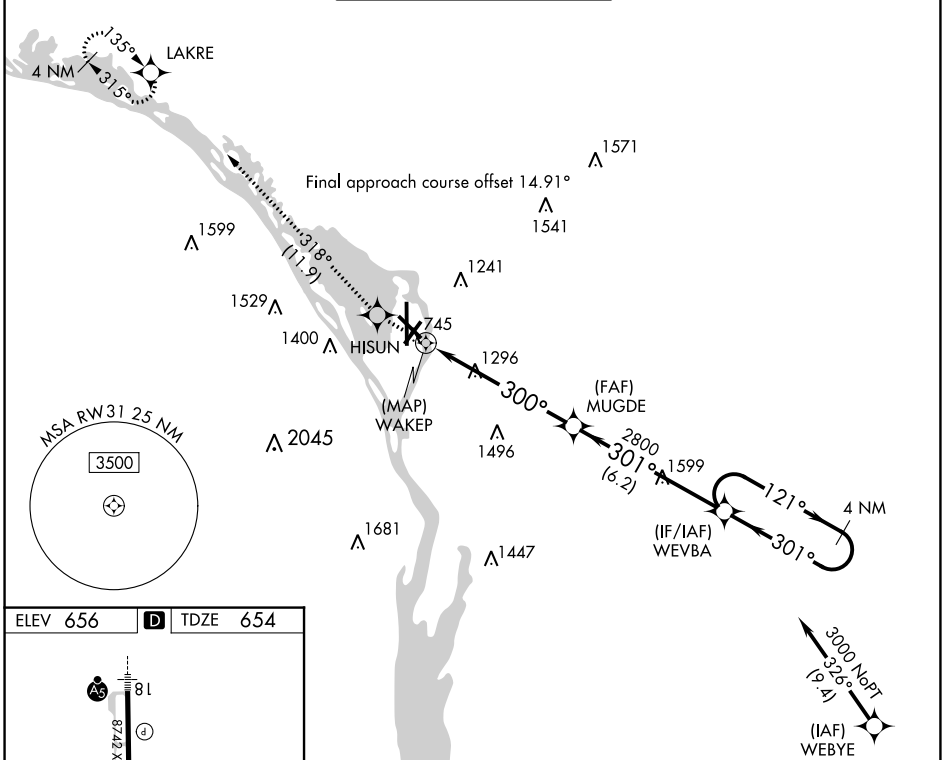 135°
LAKRE
4 NM
315°
1571
Final approach course offset 14.91°
1541
1599
318°
(11.9)
1241
1529
745
1400
HISUN
1296
300°
(FAF)
MUGDE
(MAP)
WAKEP
MSA RW31 25 NM
3500
2045
1496
2800
301°
(6.2)
1599
121°
4 NM
(IF/IAF)
WEVBA
301°
1681
1447
ELEV 656
D
TDZE 654
3000 NoPT
326°
(9.4)
(IAF)
WEBYE
A5
18
P
8742 X